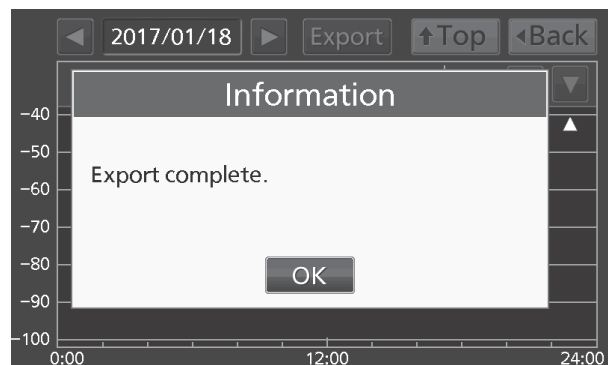 ◀ 2017/01/18 ▶ Export ↑Top ◀Back
Information
Export complete.
OK
▼
▲
−40
−50
−60
−70
−80
−90
−100
0:00 12:00 24:00